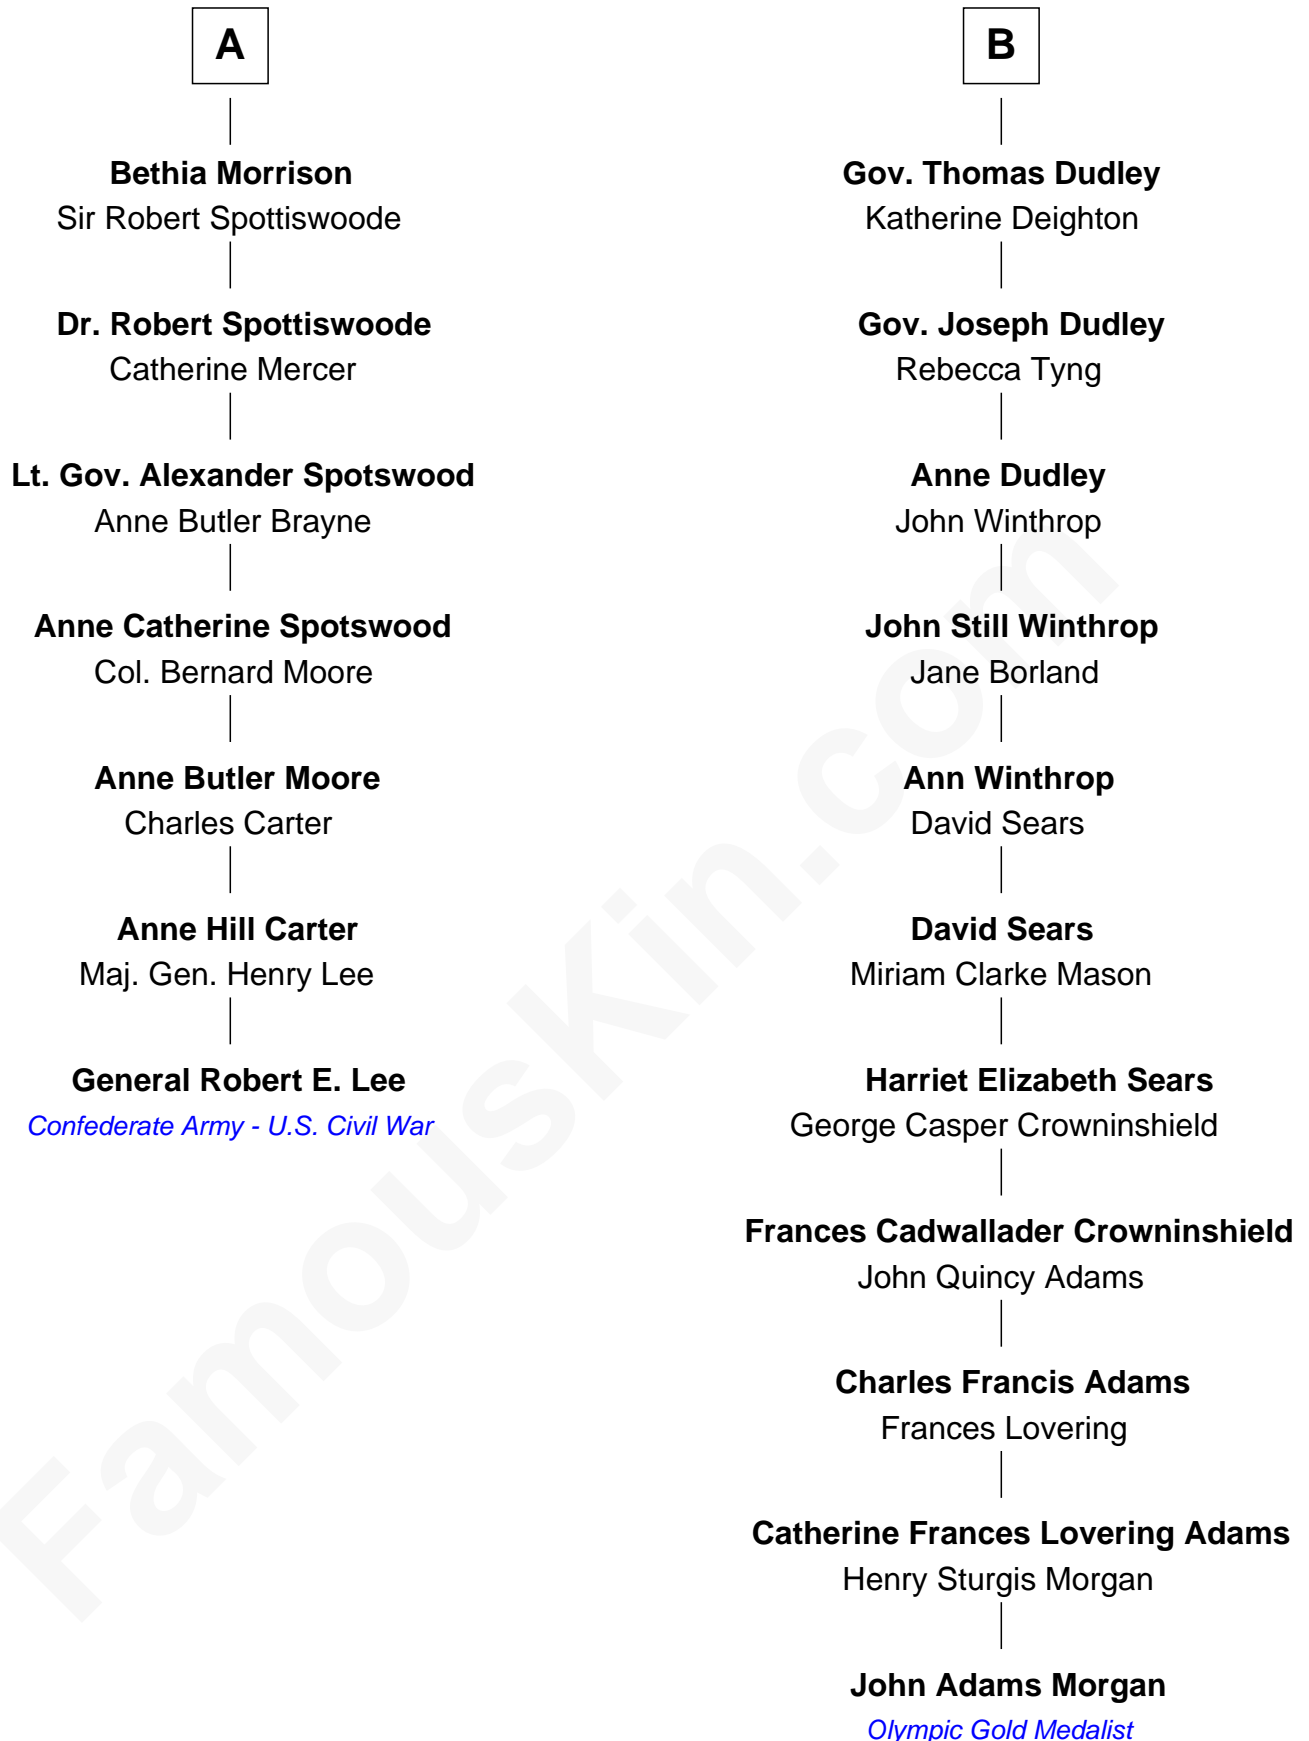 A
Bethia Morrison
Sir Robert Spottiswoode
Dr. Robert Spottiswoode
Catherine Mercer
Lt. Gov. Alexander Spotswood
Anne Butler Brayne
Anne Catherine Spotswood
Col. Bernard Moore
Anne Butler Moore
Charles Carter
Anne Hill Carter
Maj. Gen. Henry Lee
General Robert E. Lee
Confederate Army - U.S. Civil War
B
Gov. Thomas Dudley
Katherine Deighton
Gov. Joseph Dudley
Rebecca Tyng
Anne Dudley
John Winthrop
John Still Winthrop
Jane Borland
Ann Winthrop
David Sears
David Sears
Miriam Clarke Mason
Harriet Elizabeth Sears
George Casper Crowninshield
Frances Cadwallader Crowninshield
John Quincy Adams
Charles Francis Adams
Frances Lovering
Catherine Frances Lovering Adams
Henry Sturgis Morgan
John Adams Morgan
Olympic Gold Medalist
FamousKin.com